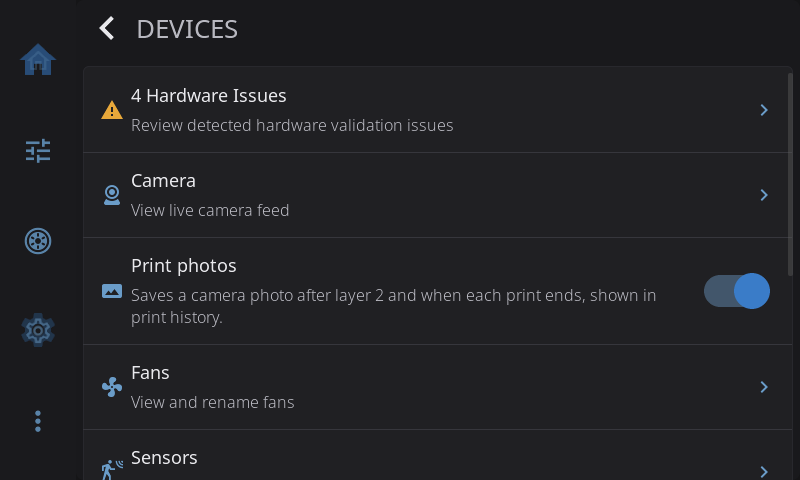 DEVICES
4 Hardware Issues
Review detected hardware validation issues
Camera
View live camera feed
Print photos
Saves a camera photo after layer 2 and when each print ends, shown in
print history.
Fans
View and rename fans
Sensors